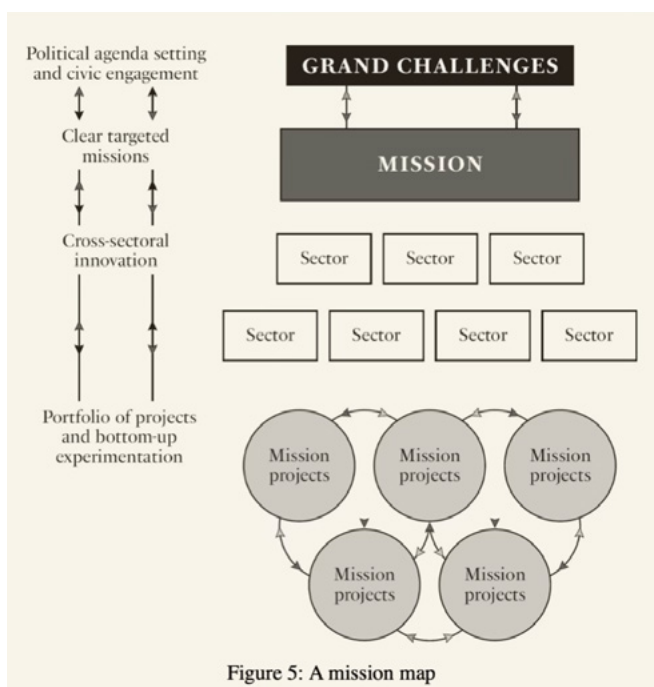 Political agenda setting
and civic engagement
GRAND CHALLENGES
Clear targeted
missions
MISSION
Cross-sectoral
innovation
Sector
Sector
Sector
Sector
Sector
Sector
Sector
Portfolio of projects
and bottom-up
experimentation
Mission
projects
Mission
projects
Mission
projects
Mission
projects
Mission
projects
Figure 5: A mission map